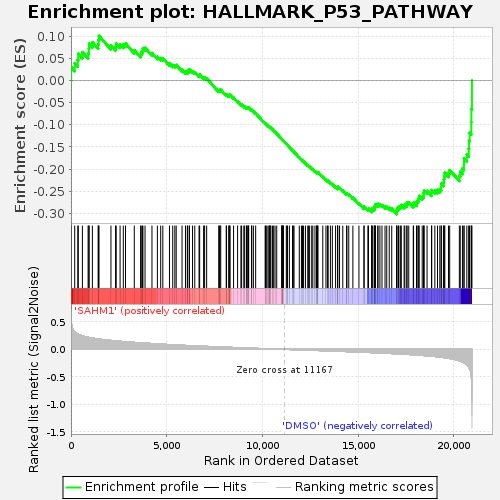 Enrichment plot: HALLMARK_P53_PATHWAY
Enrichment score (ES)
0.10
0.05
0.00
-0.05
-0.10
-0.15
-0.20
-0.25
-0.30
Ranked list metric (Signal2Noise)
'SAHM1' (positively correlated)
0.5
0.0
-0.5
-1.0
-1.5
Zero cross at 11167
'DMSO' (negatively correlated)
0
5,000
10,000
15,000
20,000
Rank in Ordered Dataset
Enrichment profile
Hits
Ranking metric scores